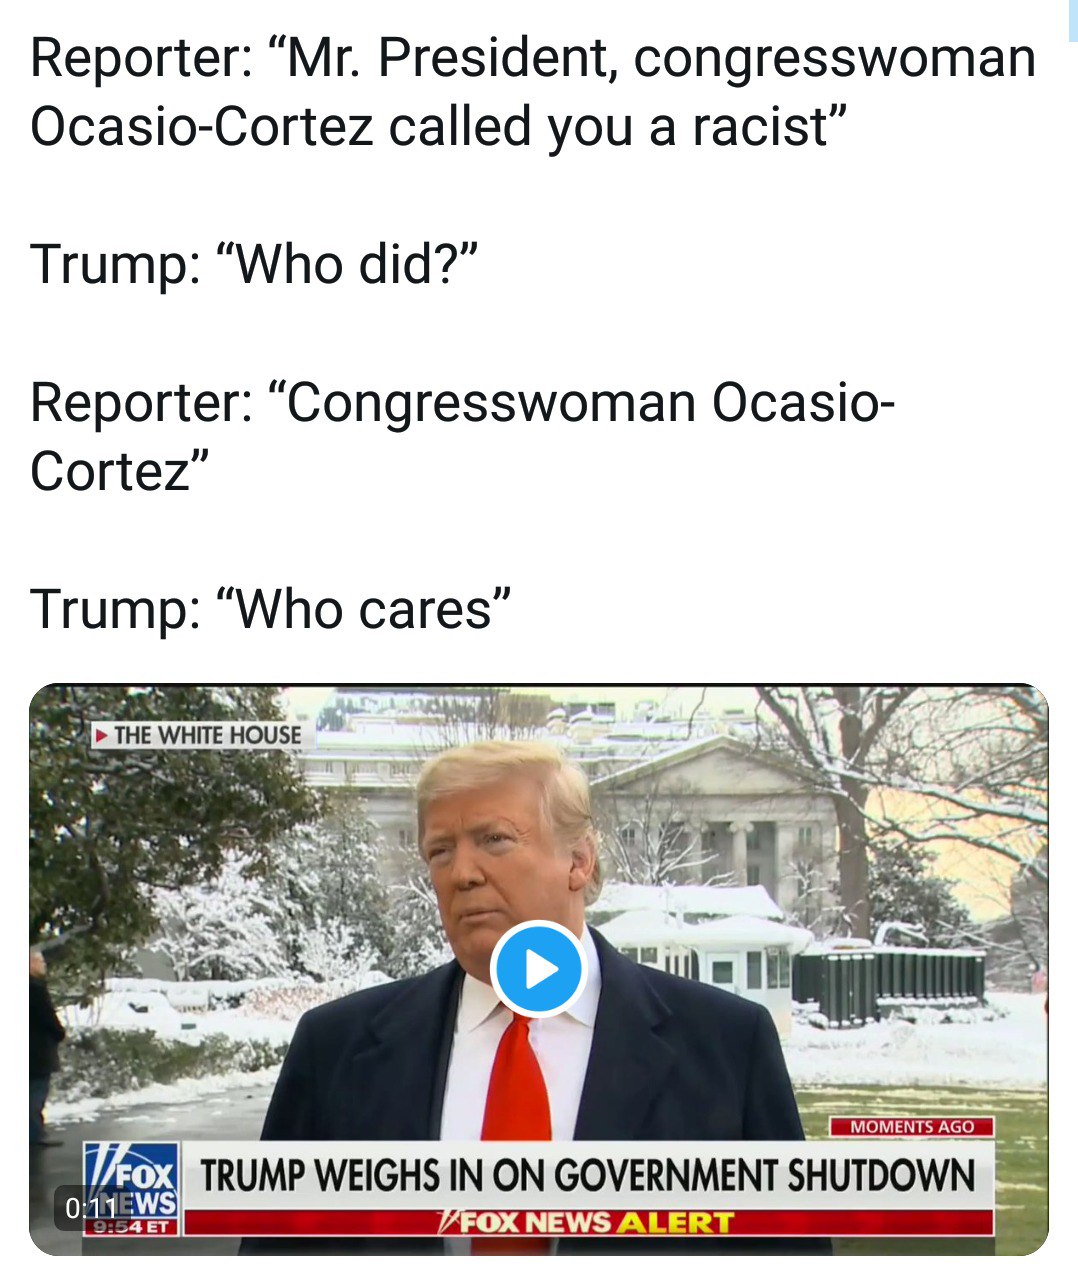 Reporter: “Mr. President, congresswoman
Ocasio-Cortez called you a racist”
Trump: “Who did?”
Reporter: “Congresswoman Ocasio-
Cortez”
Trump: “Who cares”
THE WHITE HOUSE
MOMENTS AGO
FOX
NEWS
TRUMP WEIGHS IN ON GOVERNMENT SHUTDOWN
0:11
9:54 ET
FOX NEWS ALERT